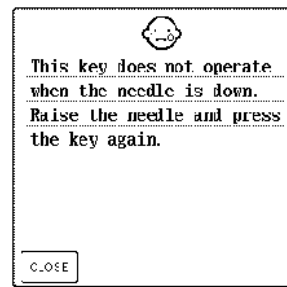 This key does not operate
when the needle is down.
Raise the needle and press
the key again.
CLOSE